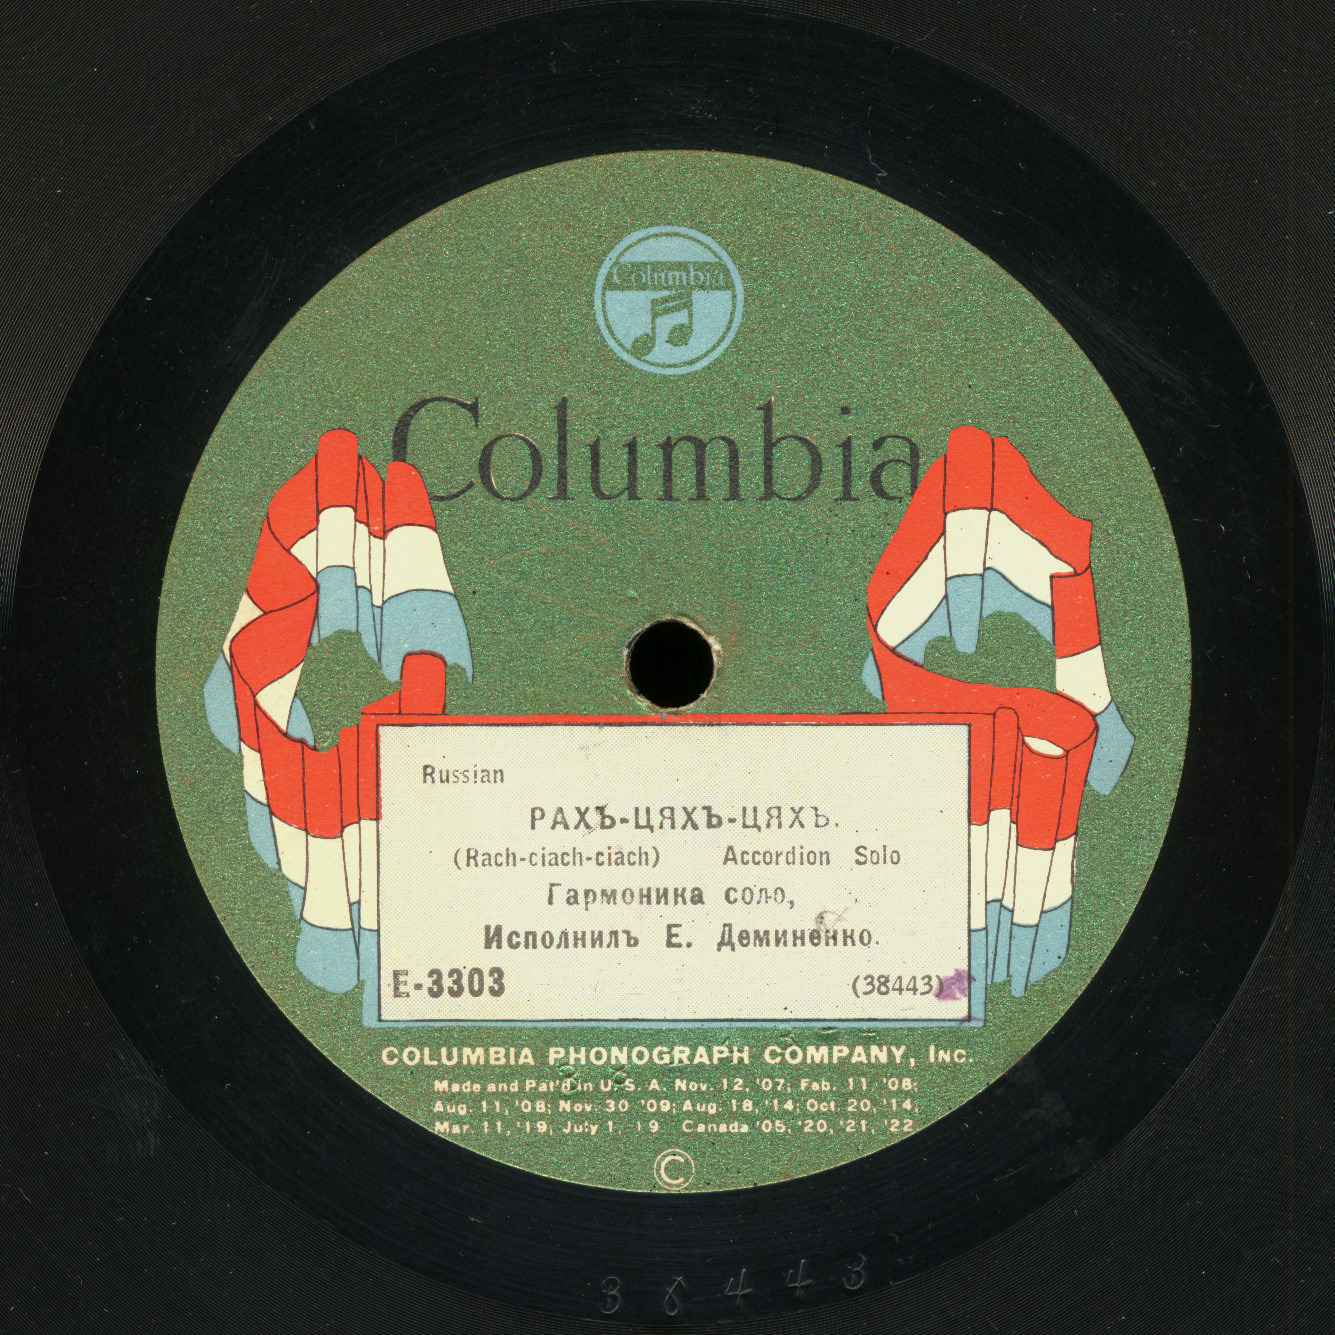 Columbia
Columbia
Russian
РАХЪ-ЦЯХЪ-ЦЯХЪ.
(Rach-ciach-ciach) Accordion Solo
Гармоника соло,
Исполнилъ Е. Деминенко.
E-3303 (38443)
COLUMBIA PHONOGRAPH COMPANY, INC.
Made and Pat'd in U. S. A. Nov. 12, '07; Feb. 11, '08;
Aug. 11, '08; Nov. 30 '09; Aug. 18, '14; Oct. 20, '14;
Mar. 11, '19, July 1, '19 Canada '05, '20, '21, '22
©
38443